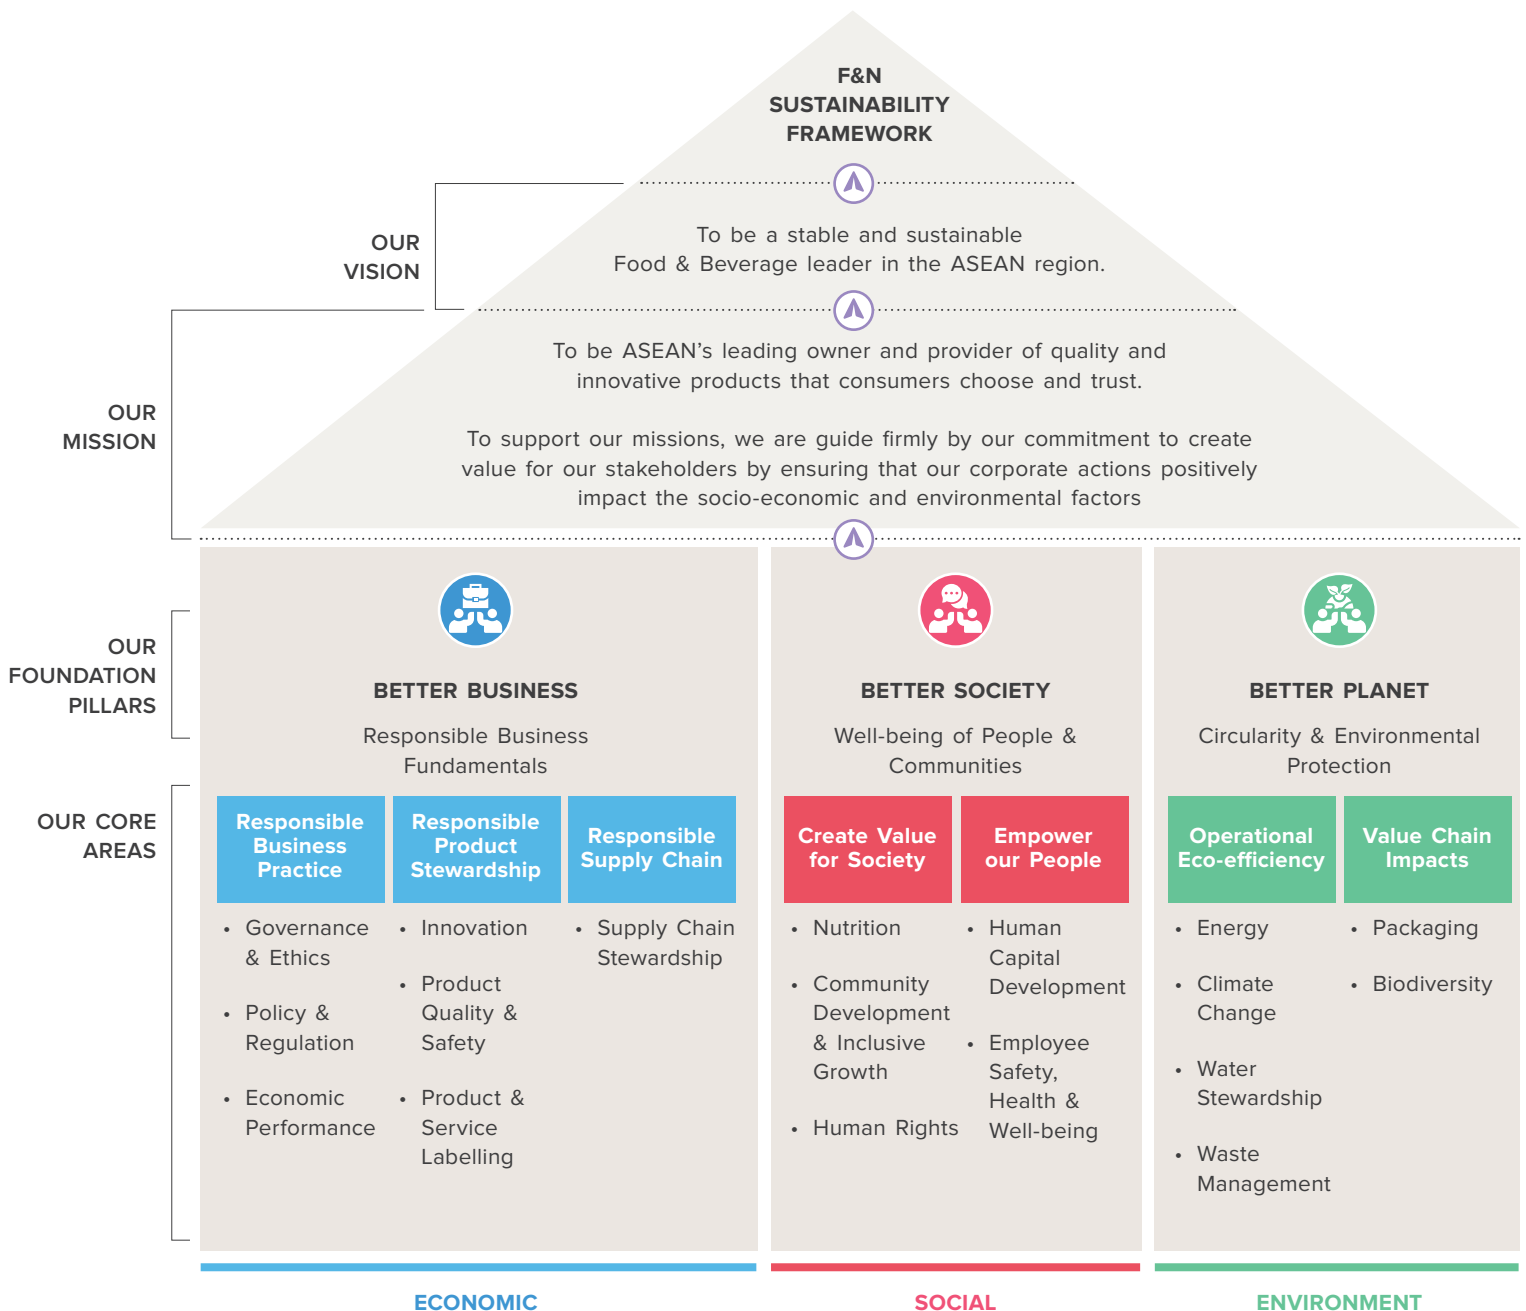 F&N
SUSTAINABILITY
FRAMEWORK
OUR
VISION
To be a stable and sustainable
Food & Beverage leader in the ASEAN region.
OUR
MISSION
To be ASEAN’s leading owner and provider of quality and
innovative products that consumers choose and trust.
To support our missions, we are guide firmly by our commitment to create
value for our stakeholders by ensuring that our corporate actions positively
impact the socio-economic and environmental factors
OUR
FOUNDATION
PILLARS
BETTER BUSINESS
Responsible Business
Fundamentals
BETTER SOCIETY
Well-being of People &
Communities
BETTER PLANET
Circularity & Environmental
Protection
OUR CORE
AREAS
Responsible
Business
Practice
• Governance
& Ethics
• Policy &
Regulation
• Economic
Performance
Responsible
Product
Stewardship
• Innovation
• Product
Quality &
Safety
• Product &
Service
Labelling
Responsible
Supply Chain
• Supply Chain
Stewardship
Create Value
for Society
• Nutrition
• Community
Development
& Inclusive
Growth
• Human Rights
Empower
our People
• Human
Capital
Development
• Employee
Safety,
Health &
Well-being
Operational
Eco-efficiency
• Energy
• Climate
Change
• Water
Stewardship
• Waste
Management
Value Chain
Impacts
• Packaging
• Biodiversity
ECONOMIC
SOCIAL
ENVIRONMENT